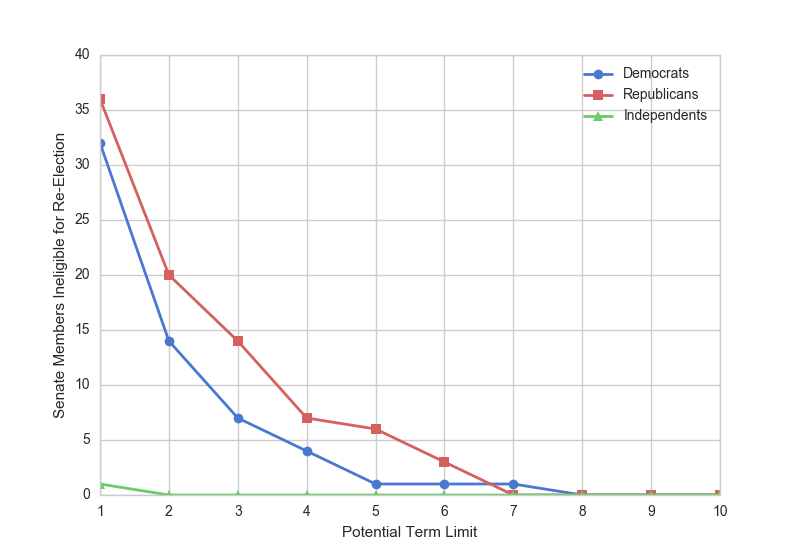 40
35
30
25
20
15
10
5
0
Senate Members Ineligible for Re-Election
Democrats
Republicans
Independents
1 2 3 4 5 6 7 8 9 10
Potential Term Limit